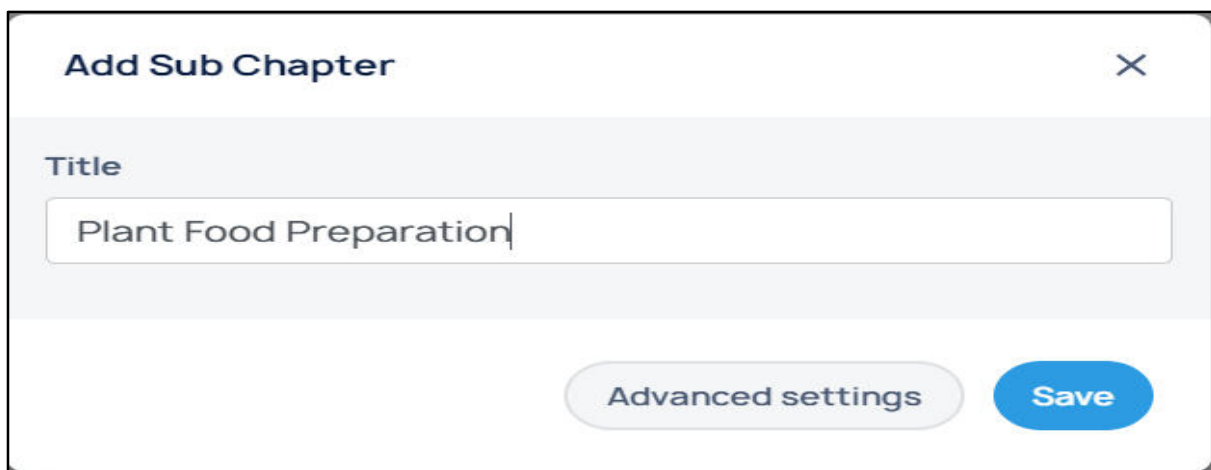 Add Sub Chapter
Title
Plant Food Preparation
Advanced settings
Save